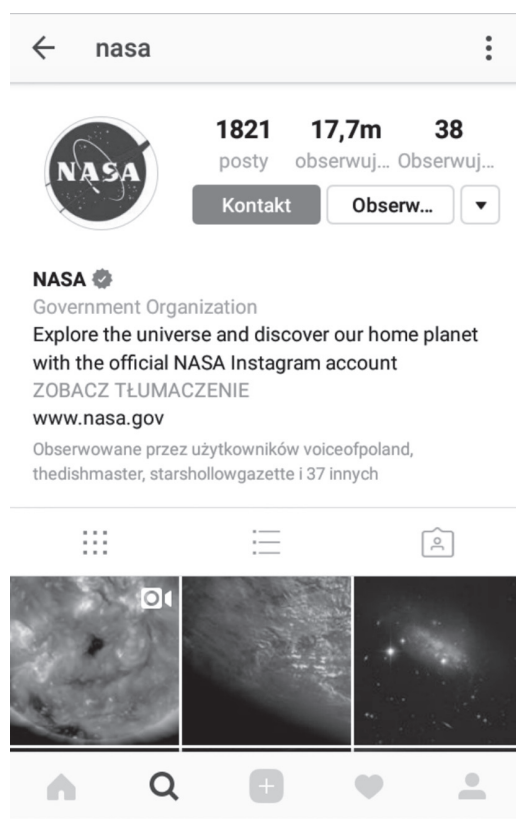 nasa
1821 17,7m 38
posty obserwuj... Obserwuj...
NASA
Kontakt Obserw...
NASA
Government Organization
Explore the universe and discover our home planet
with the official NASA Instagram account
ZOBACZ TŁUMACZENIE
www.nasa.gov
Obserwowane przez użytkowników voiceofpoland,
thedishmaster, starshollowgazette i 37 innych